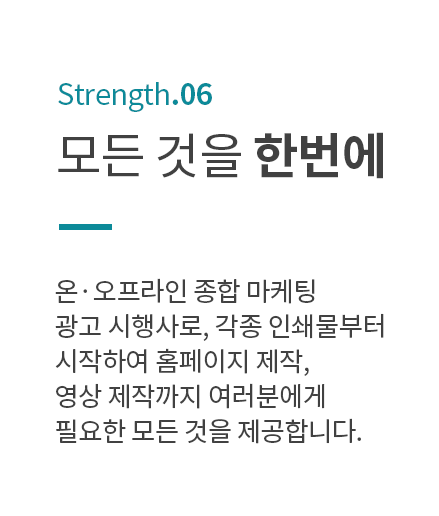 Strength.06
모든 것을 한번에
온·오프라인 종합 마케팅
광고 시행사로, 각종 인쇄물부터
시작하여 홈페이지 제작,
영상 제작까지 여러분에게
필요한 모든 것을 제공합니다.